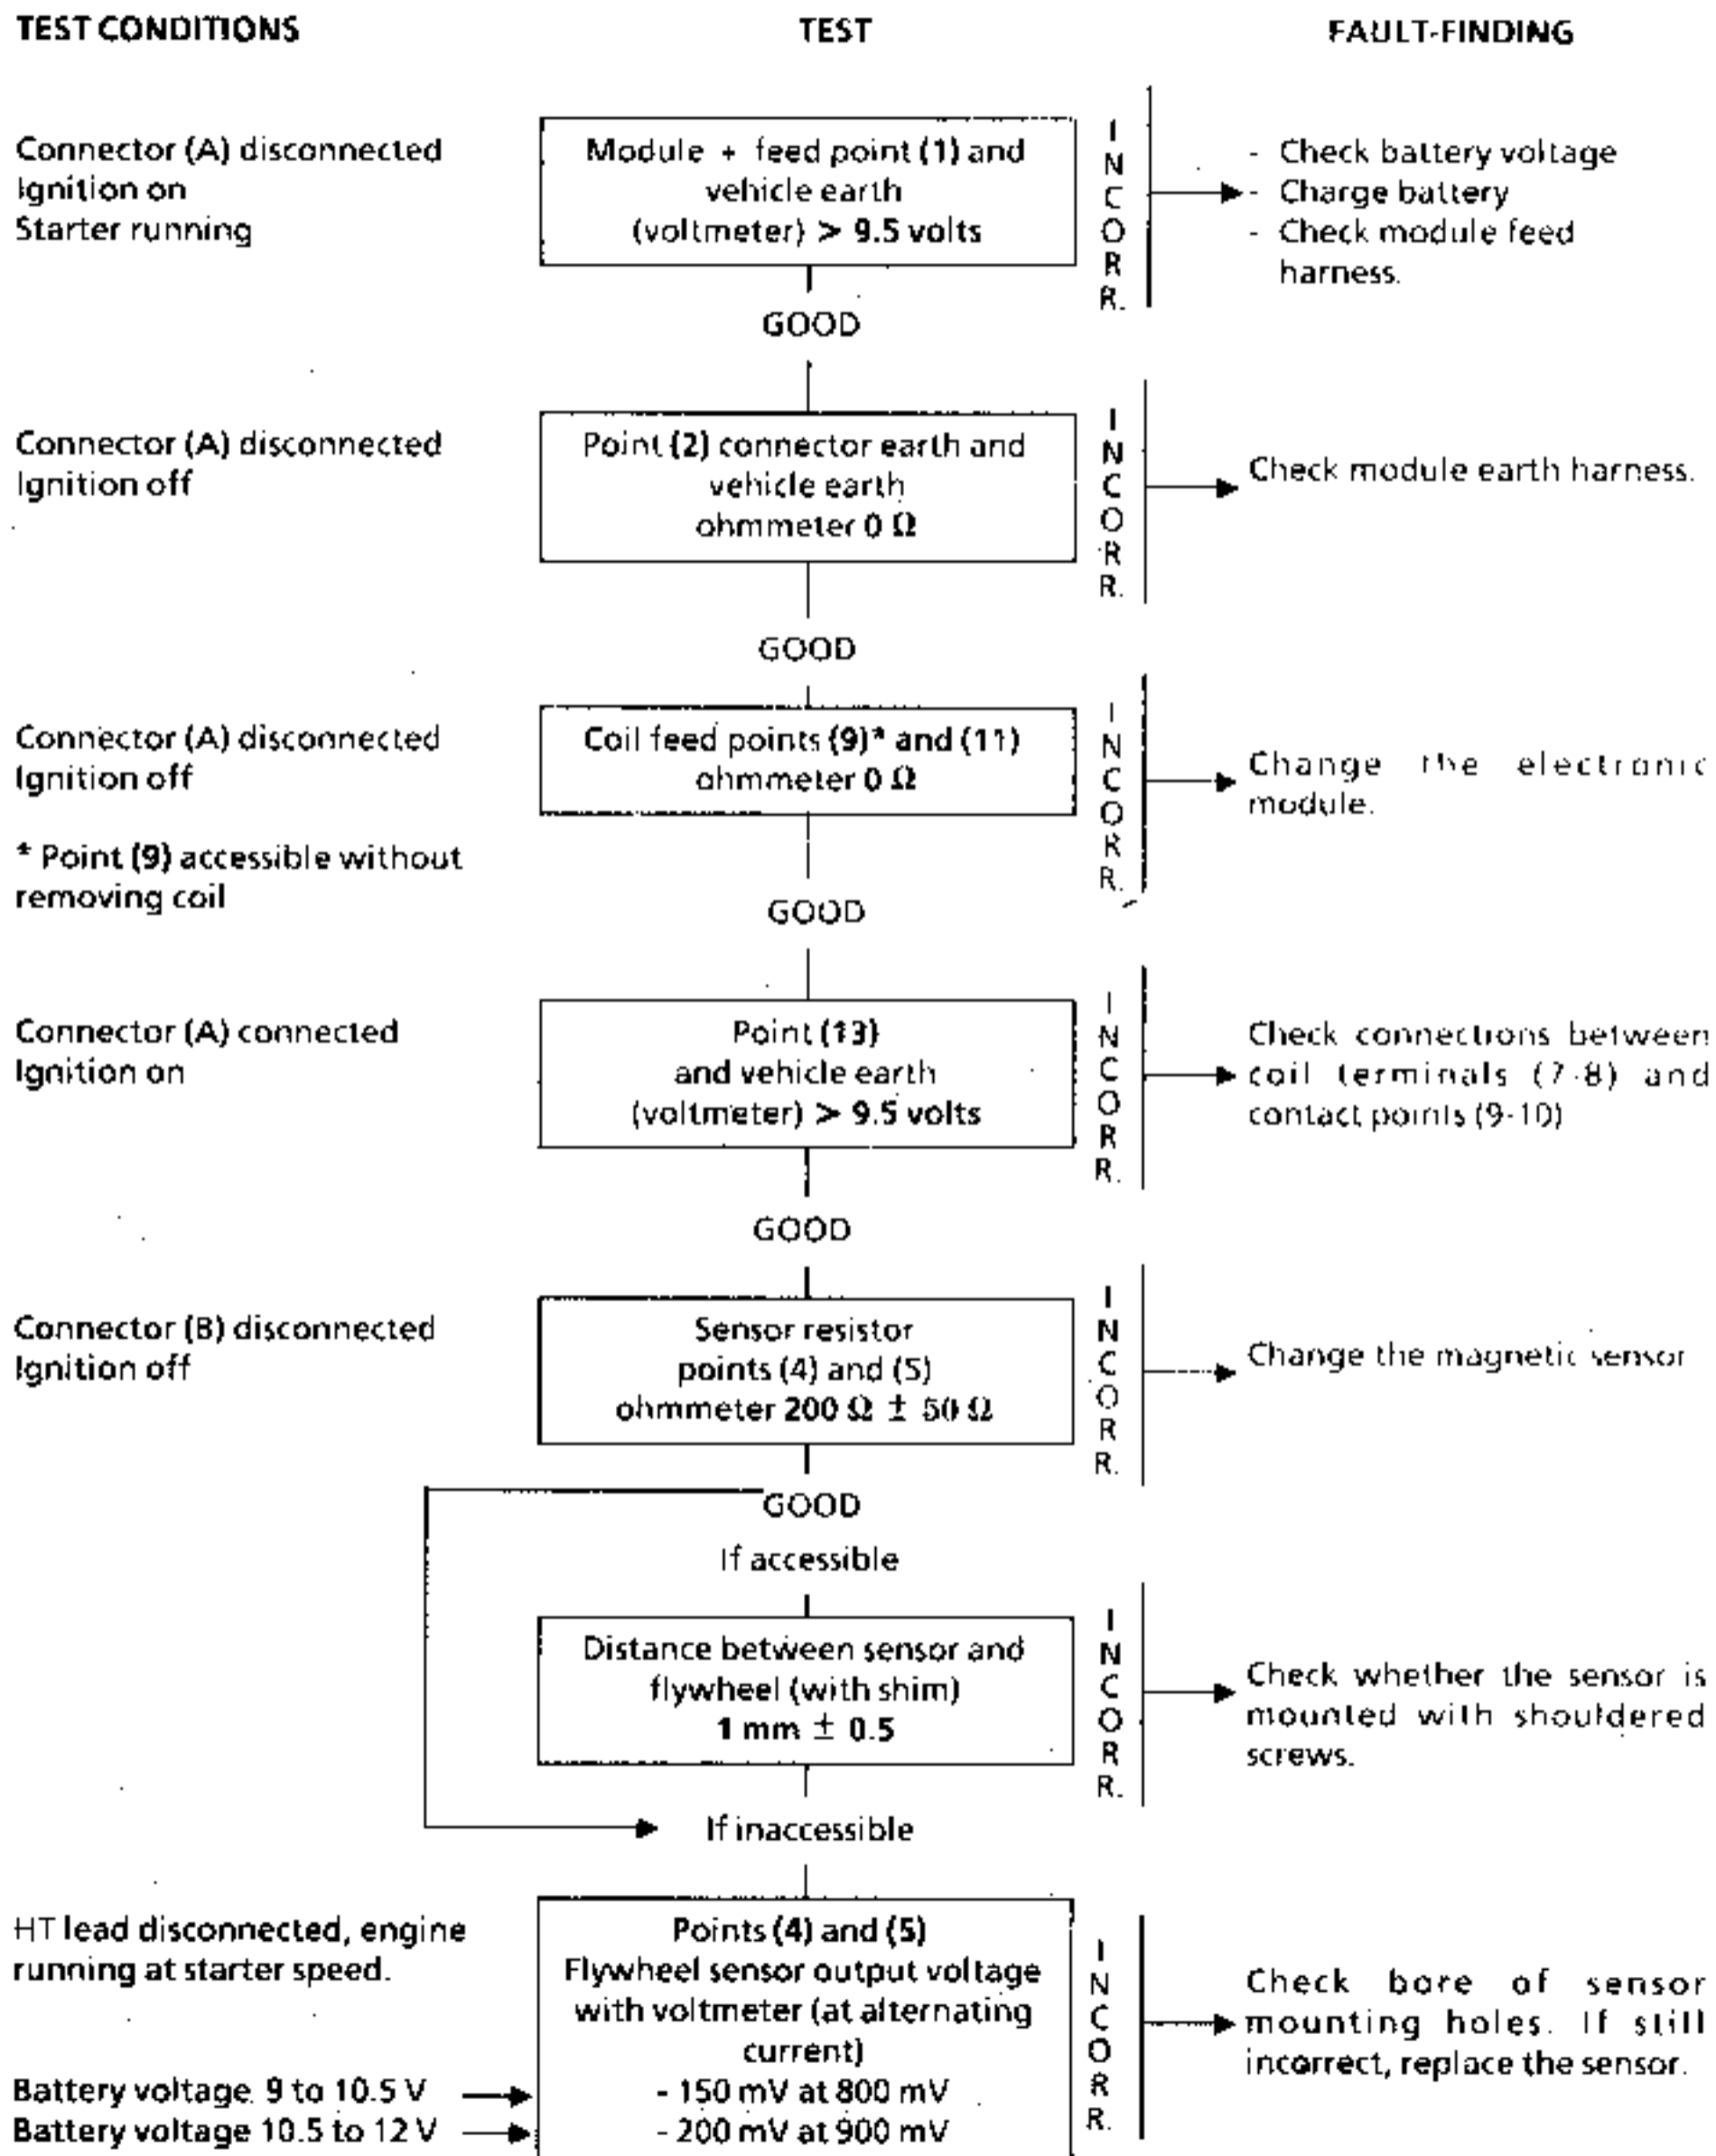 TEST CONDITIONS
TEST
FAULT-FINDING
Connector (A) disconnected
Ignition on
Starter running
Module + feed point (1) and
vehicle earth
(voltmeter) > 9.5 volts
INCORR.
- Check battery voltage
- Charge battery
- Check module feed
harness.
GOOD
Connector (A) disconnected
Ignition off
Point (2) connector earth and
vehicle earth
ohmmeter 0 Ω
INCORR.
Check module earth harness.
GOOD
Connector (A) disconnected
Ignition off
* Point (9) accessible without
removing coil
Coil feed points (9)* and (11)
ohmmeter 0 Ω
INCORR.
Change the electronic
module.
GOOD
Connector (A) connected
Ignition on
Point (13)
and vehicle earth
(voltmeter) > 9.5 volts
INCORR.
Check connections between
coil terminals (7-8) and
contact points (9-10)
GOOD
Connector (B) disconnected
Ignition off
Sensor resistor
points (4) and (5)
ohmmeter 200 Ω ± 50 Ω
INCORR.
Change the magnetic sensor
GOOD
If accessible
Distance between sensor and
flywheel (with shim)
1 mm ± 0.5
INCORR.
Check whether the sensor is
mounted with shouldered
screws.
If inaccessible
HT lead disconnected, engine
running at starter speed.
Battery voltage 9 to 10.5 V
Battery voltage 10.5 to 12 V
Points (4) and (5)
Flywheel sensor output voltage
with voltmeter (at alternating
current)
- 150 mV at 800 mV
- 200 mV at 900 mV
INCORR.
Check bore of sensor
mounting holes. If still
incorrect, replace the sensor.